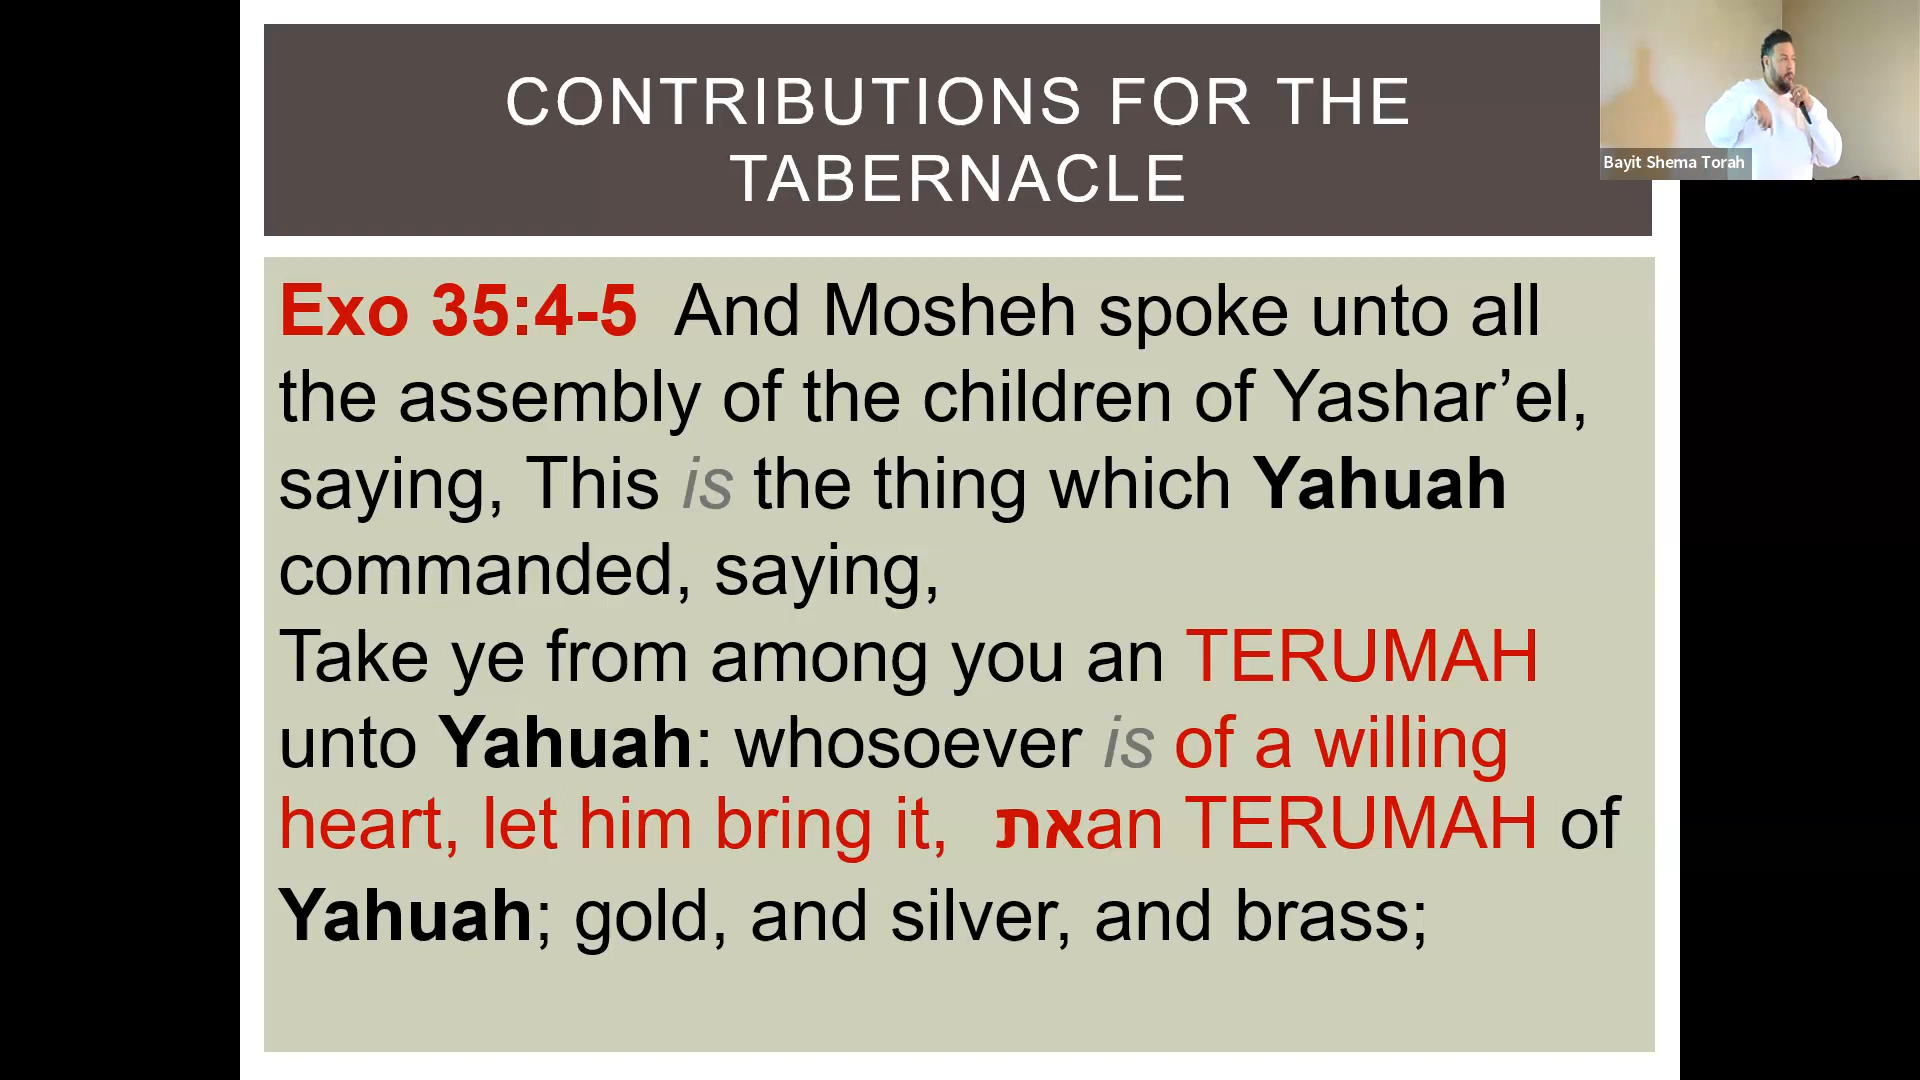 CONTRIBUTIONS FOR THE
TABERNACLE
Bayit Shema Torah
Exo 35:4-5 And Mosheh spoke unto all
the assembly of the children of Yashar’el,
saying, This is the thing which Yahuah
commanded, saying,
Take ye from among you an TERUMAH
unto Yahuah: whosoever is of a willing
heart, let him bring it, את an TERUMAH of
Yahuah; gold, and silver, and brass;